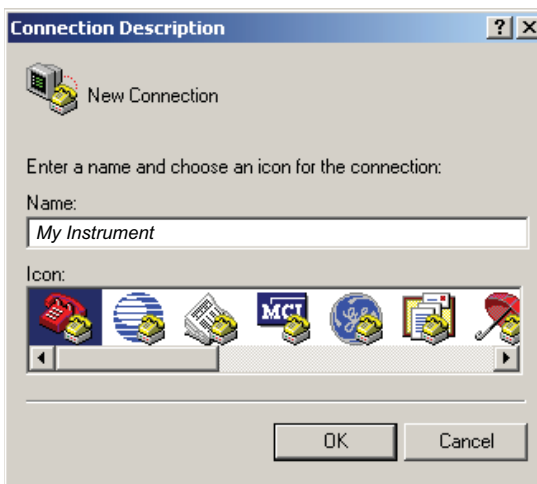 Connection Description
New Connection
Enter a name and choose an icon for the connection:
Name:
My Instrument
Icon:
MCI
OK Cancel